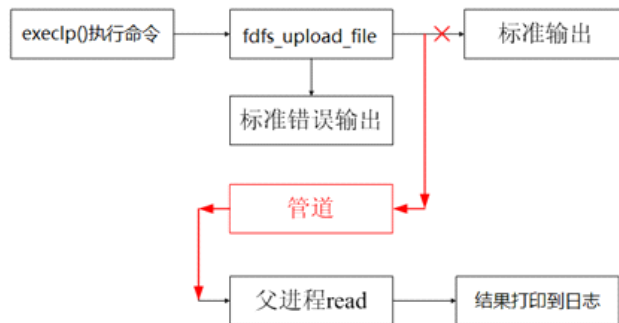 execlp()执行命令
fdfs_upload_file
标准输出
标准错误输出
管道
父进程read
结果打印到日志